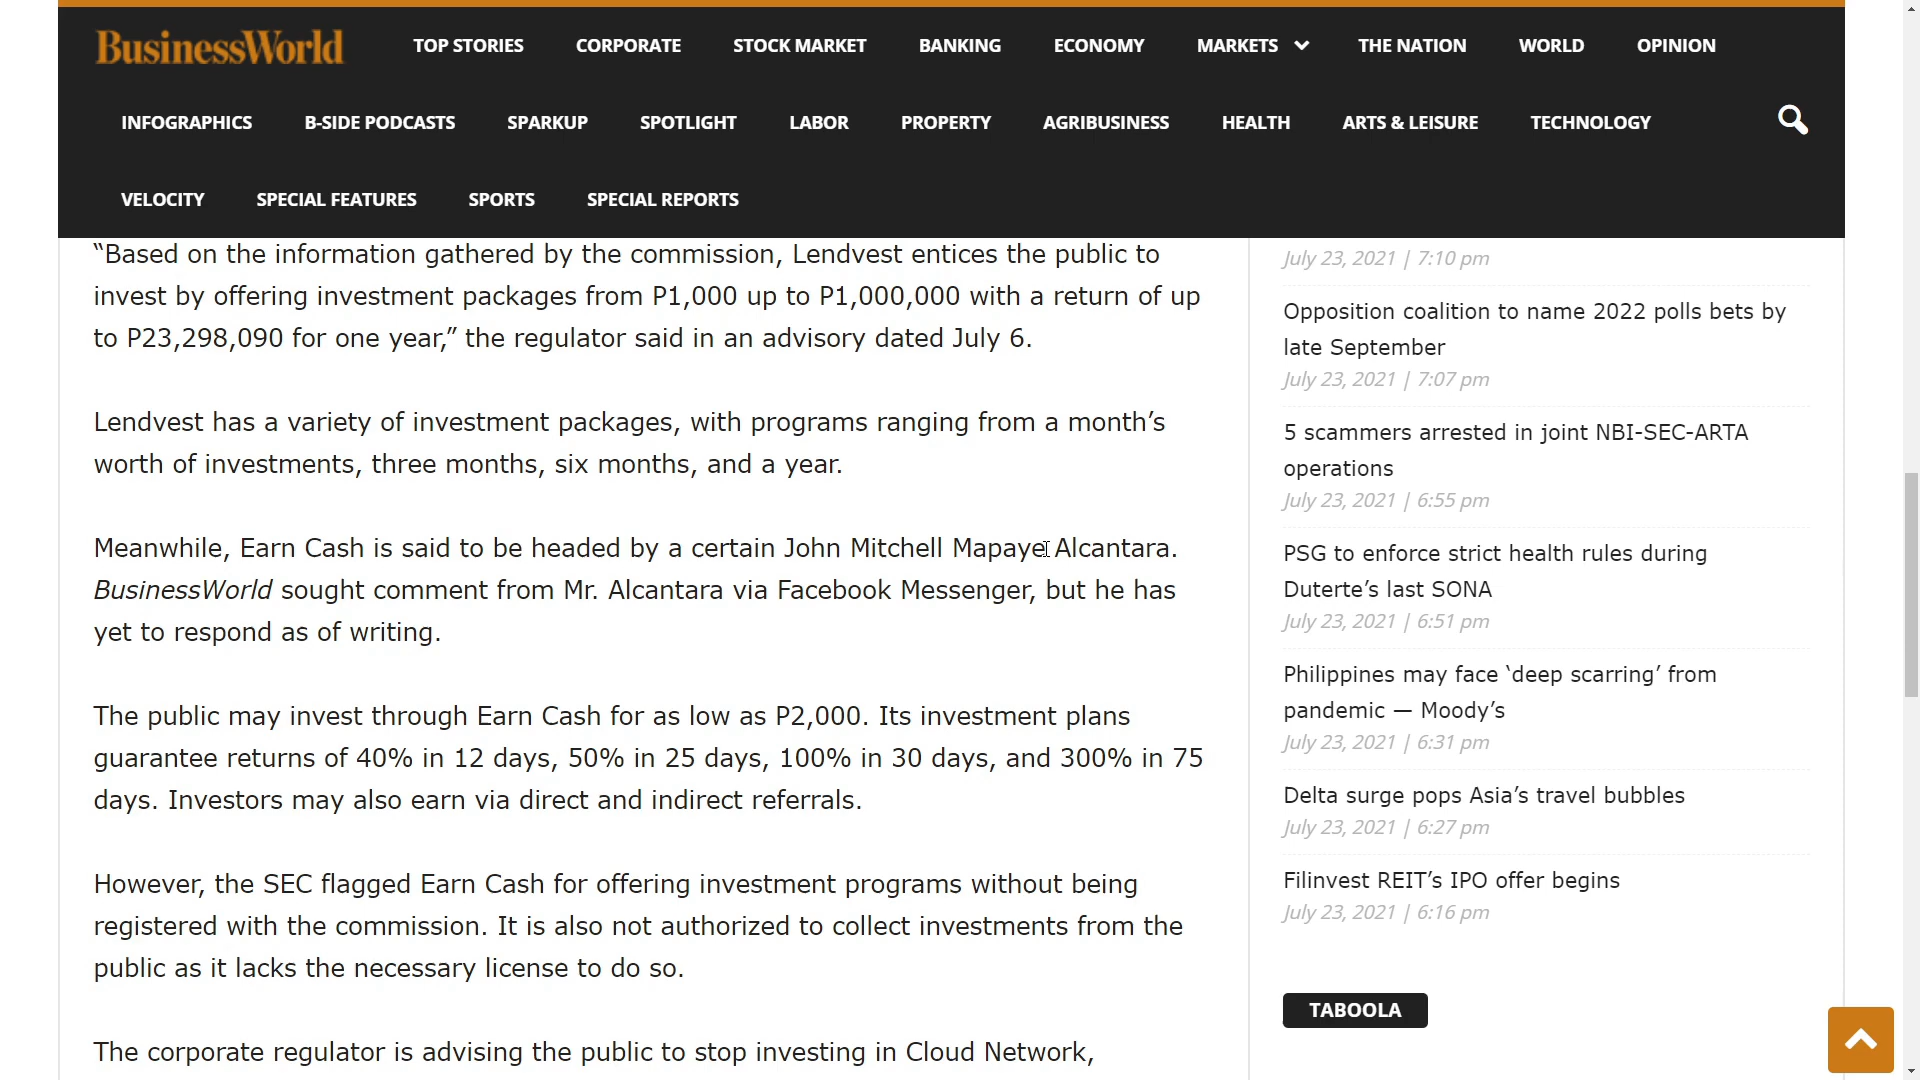 BusinessWorld
TOP STORIES CORPORATE STOCK MARKET BANKING ECONOMY MARKETS THE NATION WORLD OPINION
INFOGRAPHICS B-SIDE PODCASTS SPARKUP SPOTLIGHT LABOR PROPERTY AGRIBUSINESS HEALTH ARTS & LEISURE TECHNOLOGY
VELOCITY SPECIAL FEATURES SPORTS SPECIAL REPORTS
“Based on the information gathered by the commission, Lendvest entices the public to
invest by offering investment packages from P1,000 up to P1,000,000 with a return of up
to P23,298,090 for one year,” the regulator said in an advisory dated July 6.
Lendvest has a variety of investment packages, with programs ranging from a month’s
worth of investments, three months, six months, and a year.
Meanwhile, Earn Cash is said to be headed by a certain John Mitchell Mapaye Alcantara.
BusinessWorld sought comment from Mr. Alcantara via Facebook Messenger, but he has
yet to respond as of writing.
The public may invest through Earn Cash for as low as P2,000. Its investment plans
guarantee returns of 40% in 12 days, 50% in 25 days, 100% in 30 days, and 300% in 75
days. Investors may also earn via direct and indirect referrals.
However, the SEC flagged Earn Cash for offering investment programs without being
registered with the commission. It is also not authorized to collect investments from the
public as it lacks the necessary license to do so.
The corporate regulator is advising the public to stop investing in Cloud Network,
July 23, 2021 | 7:10 pm
Opposition coalition to name 2022 polls bets by
late September
July 23, 2021 | 7:07 pm
5 scammers arrested in joint NBI-SEC-ARTA
operations
July 23, 2021 | 6:55 pm
PSG to enforce strict health rules during
Duterte’s last SONA
July 23, 2021 | 6:51 pm
Philippines may face ‘deep scarring’ from
pandemic — Moody’s
July 23, 2021 | 6:31 pm
Delta surge pops Asia’s travel bubbles
July 23, 2021 | 6:27 pm
Filinvest REIT’s IPO offer begins
July 23, 2021 | 6:16 pm
TABOOLA